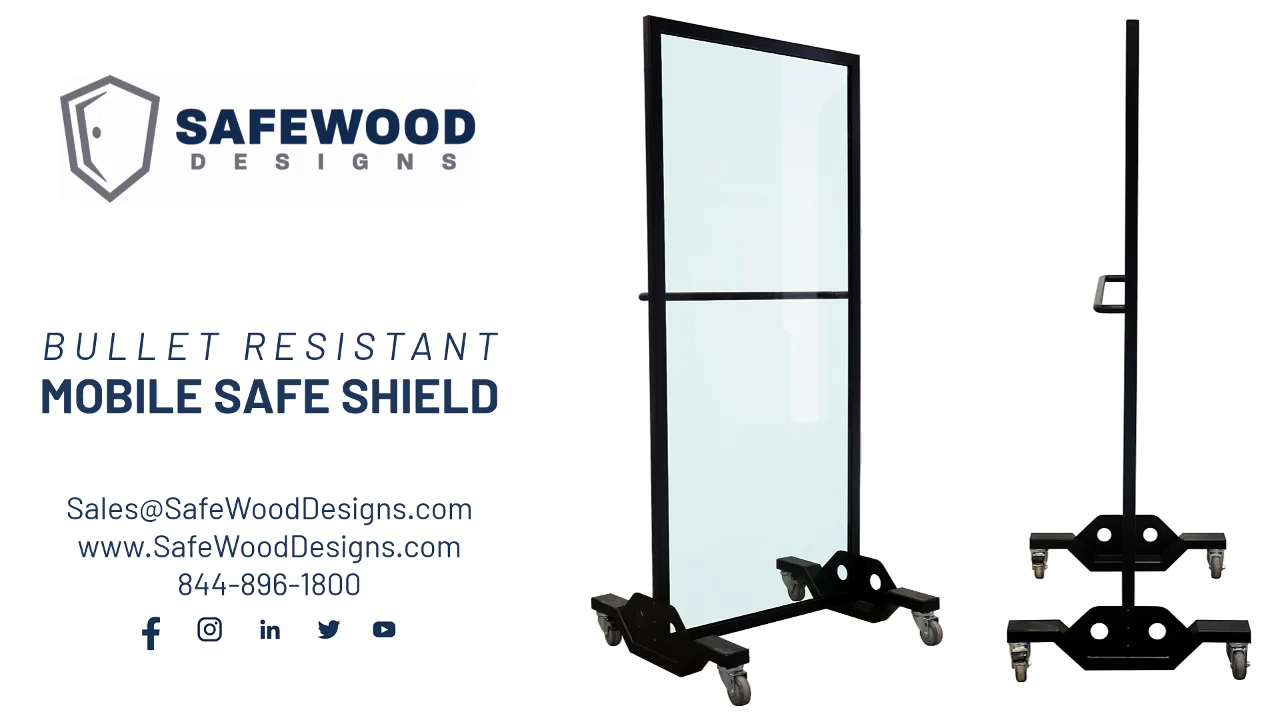 SAFEWOOD
DESIGNS
BULLET RESISTANT
MOBILE SAFE SHIELD
Sales@SafeWoodDesigns.com
www.SafeWoodDesigns.com
844-896-1800